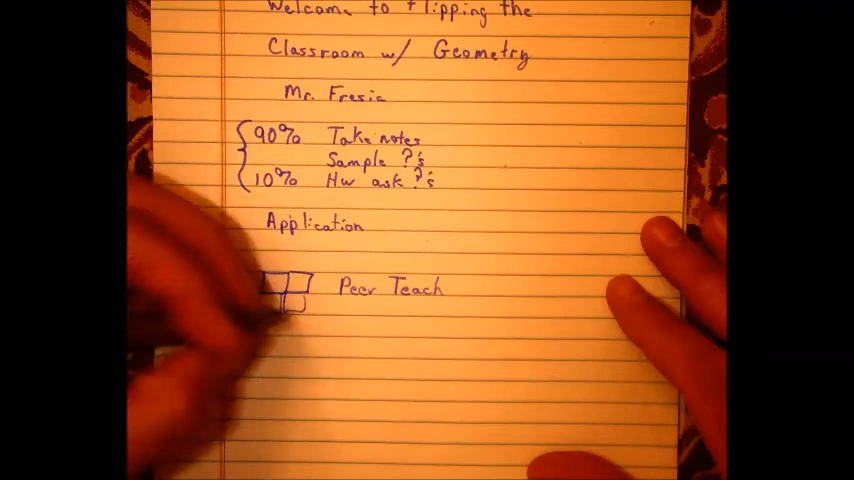 Welcome to Flipping the
Classroom w/ Geometry
Mr. Fresia
90% Take notes
Sample ?'s
10% Hw ask ?'s
Application
Peer Teach